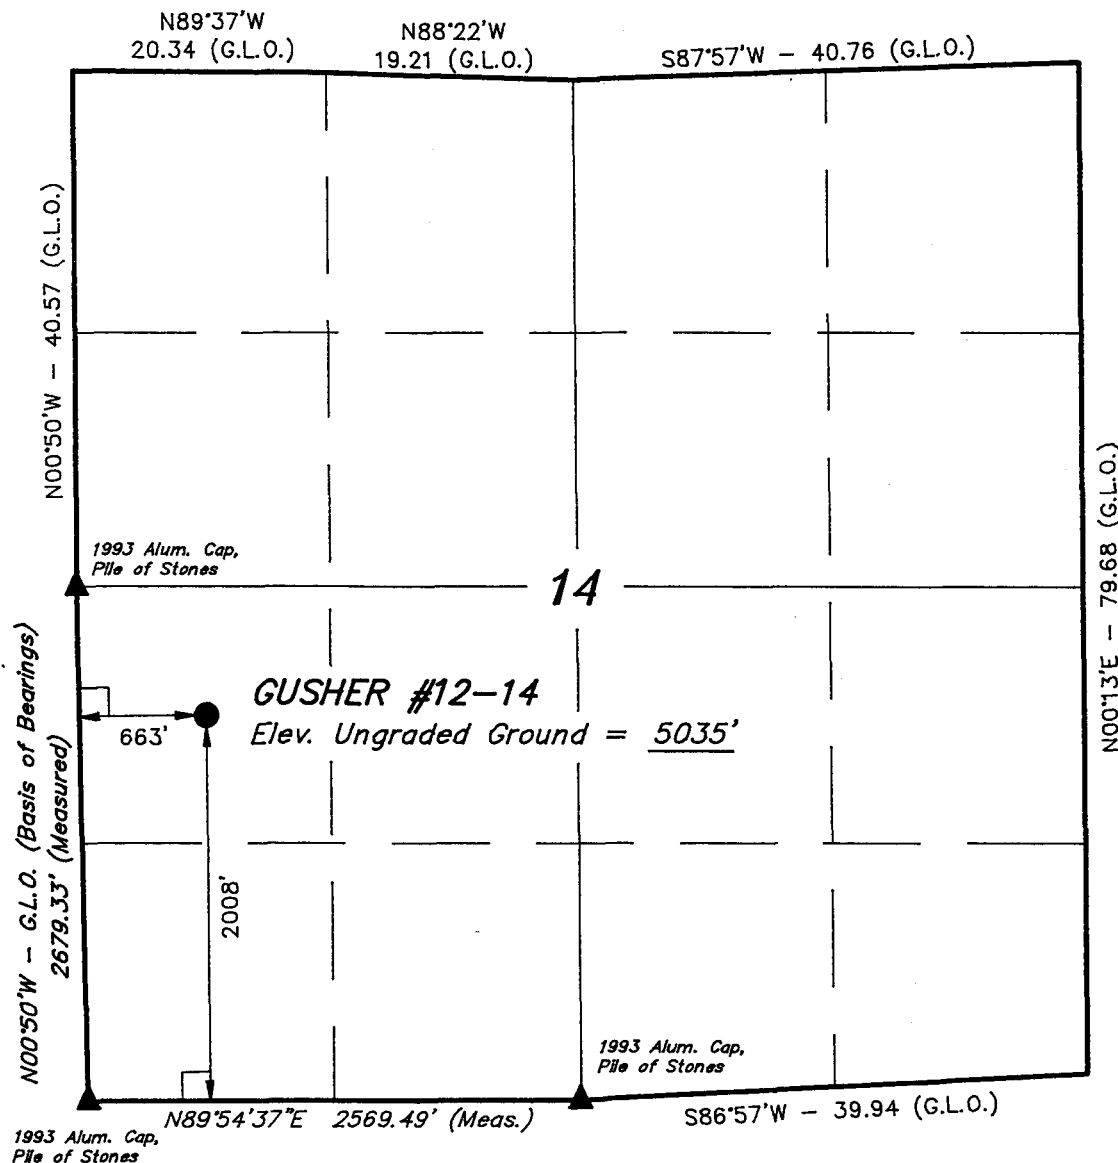 N89°37'W
20.34 (G.L.O.)
N88°22'W
19.21 (G.L.O.)
S87°57'W – 40.76 (G.L.O.)
N00°50'W – 40.57 (G.L.O.)
1993 Alum. Cap,
Pile of Stones
14
N00°13'E – 79.68 (G.L.O.)
GUSHER #12–14
Elev. Ungraded Ground = 5035'
663'
2008'
N00°50'W – G.L.O. (Basis of Bearings)
2679.33' (Measured)
1993 Alum. Cap,
Pile of Stones
N89°54'37"E 2569.49' (Meas.)
S86°57'W – 39.94 (G.L.O.)
1993 Alum. Cap,
Pile of Stones